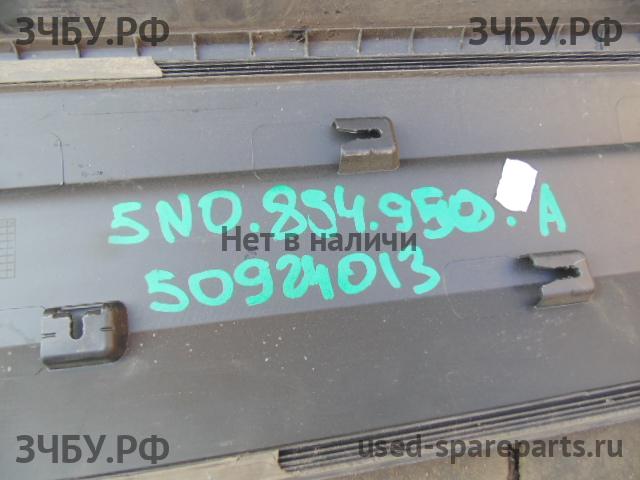 ЗЧБУ.РФ ЗЧБУ.РФ
5N0.854.950.A
Нет в наличи
50924013
ЗЧБУ.РФ used-spareparts.ru